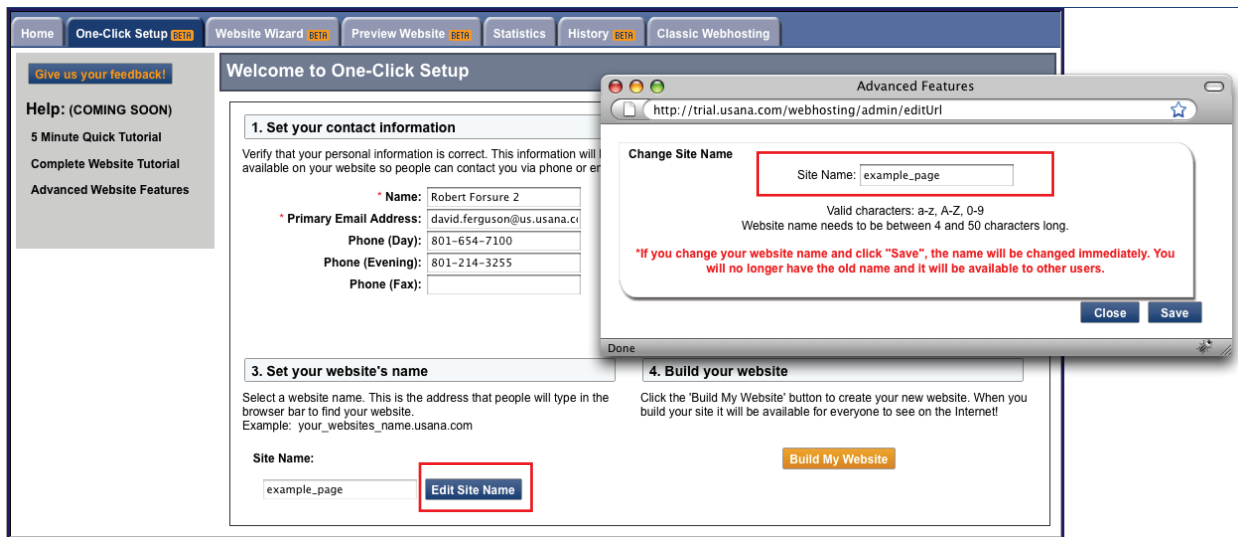 Home
One-Click Setup BETA
Website Wizard BETA
Preview Website BETA
Statistics
History BETA
Classic Webhosting
Give us your feedback!
Help: (COMING SOON)
5 Minute Quick Tutorial
Complete Website Tutorial
Advanced Website Features
Welcome to One-Click Setup
1. Set your contact information
Verify that your personal information is correct. This information will
available on your website so people can contact you via phone or
* Name: Robert Forsure 2
* Primary Email Address: david.ferguson@us.usana.c
Phone (Day): 801-654-7100
Phone (Evening): 801-214-3255
Phone (Fax):
Advanced Features
http://trial.usana.com/webhosting/admin/editUrl
Change Site Name
Site Name: example_page
Valid characters: a-z, A-Z, 0-9
Website name needs to be between 4 and 50 characters long.
*If you change your website name and click "Save", the name will be changed immediately. You
will no longer have the old name and it will be available to other users.
Close
Save
Done
3. Set your website's name
Select a website name. This is the address that people will type in the
browser bar to find your website.
Example: your_websites_name.usana.com
Site Name:
example_page
Edit Site Name
4. Build your website
Click the 'Build My Website' button to create your new website. When you
build your site it will be available for everyone to see on the Internet!
Build My Website